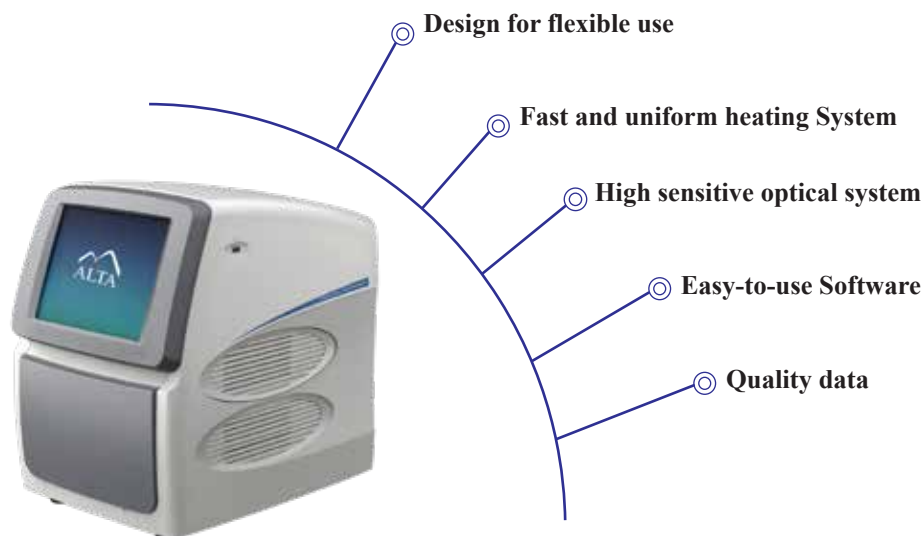 Design for flexible use
Fast and uniform heating System
High sensitive optical system
ALTA
Easy-to-use Software
Quality data